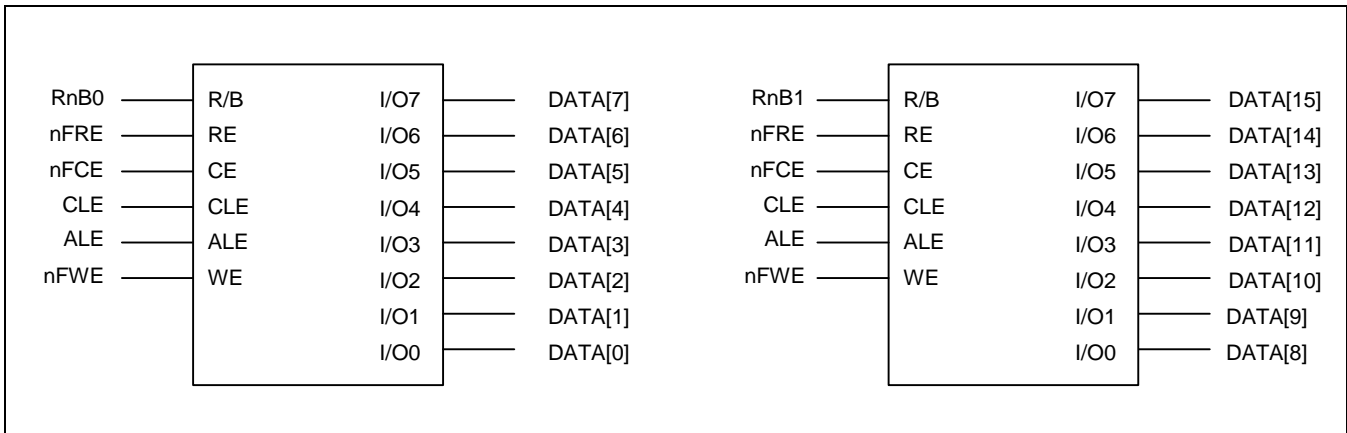 RnB0 R/B I/O7 DATA[7] RnB1 R/B I/O7 DATA[15]
nFRE RE I/O6 DATA[6] nFRE RE I/O6 DATA[14]
nFCE CE I/O5 DATA[5] nFCE CE I/O5 DATA[13]
CLE CLE I/O4 DATA[4] CLE CLE I/O4 DATA[12]
ALE ALE I/O3 DATA[3] ALE ALE I/O3 DATA[11]
nFWE WE I/O2 DATA[2] nFWE WE I/O2 DATA[10]
I/O1 DATA[1] I/O1 DATA[9]
I/O0 DATA[0] I/O0 DATA[8]